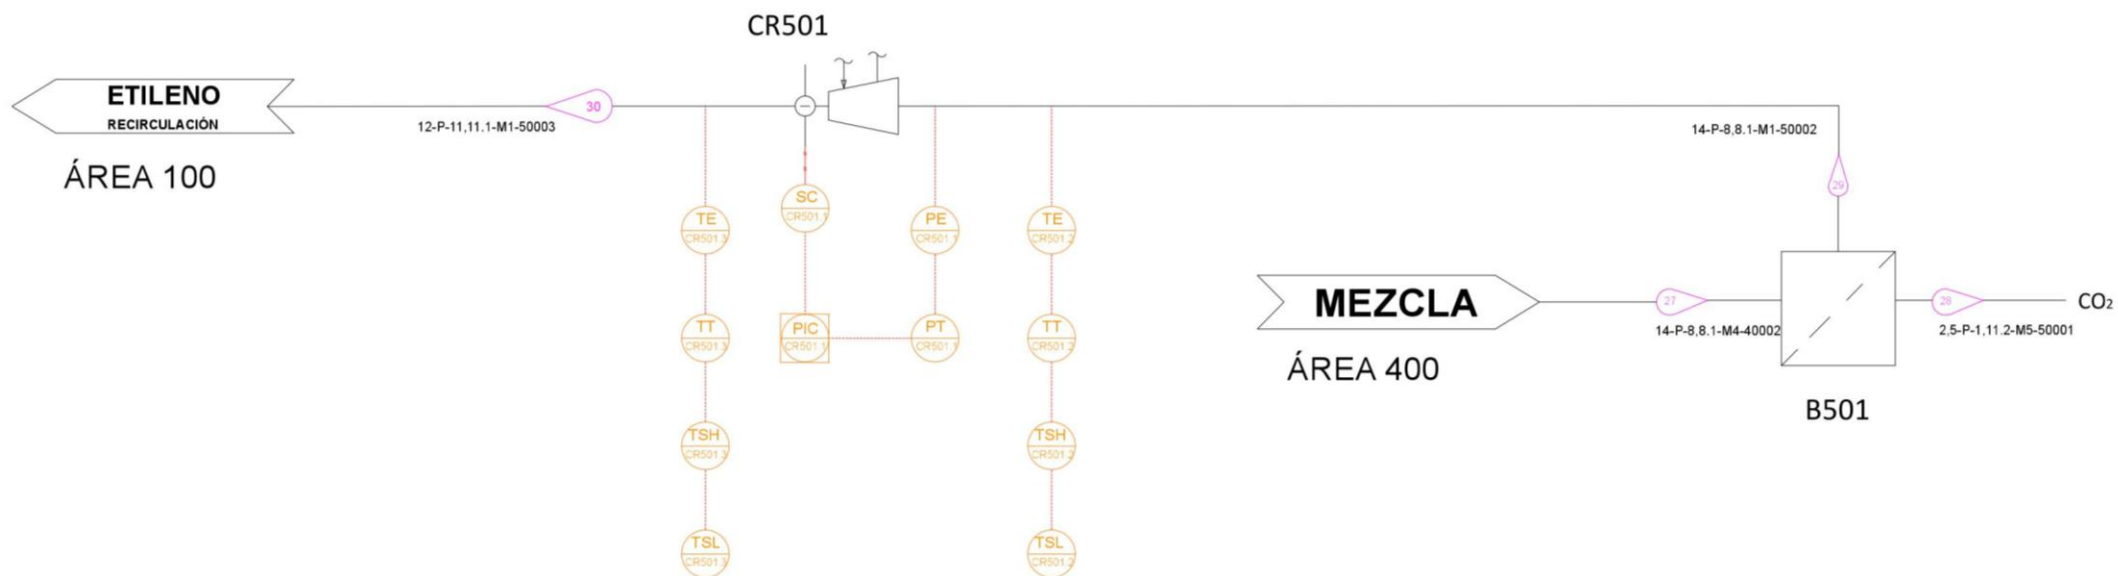 CR501
ETILENO
RECIRCULACIÓN
30
12-P-11,11.1-M1-50003
ÁREA 100
14-P-8,8.1-M1-50002
29
SC
CR501.1
TE
CR501.3
PE
CR501.1
TE
CR501.2
TT
CR501.3
PIC
CR501.1
PT
CR501.1
TT
CR501.2
TSH
CR501.3
TSH
CR501.2
TSL
CR501.3
TSL
CR501.2
MEZCLA
ÁREA 400
27
14-P-8,8.1-M4-40002
28
2,5-P-1,11.2-M5-50001
CO2
B501